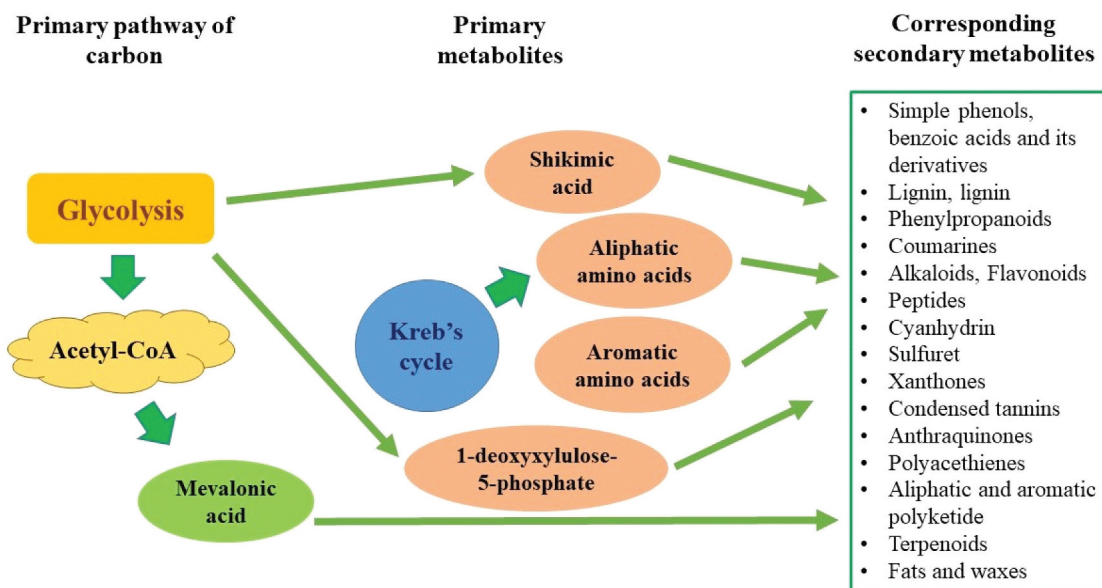 Primary pathway of
carbon
Primary
metabolites
Corresponding
secondary metabolites
Glycolysis
Acetyl-CoA
Mevalonic
acid
Kreb's
cycle
Shikimic
acid
Aliphatic
amino acids
Aromatic
amino acids
1-deoxyxylulose-
5-phosphate
• Simple phenols,
benzoic acids and its
derivatives
• Lignin, lignin
• Phenylpropanoids
• Coumarines
• Alkaloids, Flavonoids
• Peptides
• Cyanhydrin
• Sulfuret
• Xanthones
• Condensed tannins
• Anthraquinones
• Polyacethienes
• Aliphatic and aromatic
polyketide
• Terpenoids
• Fats and waxes